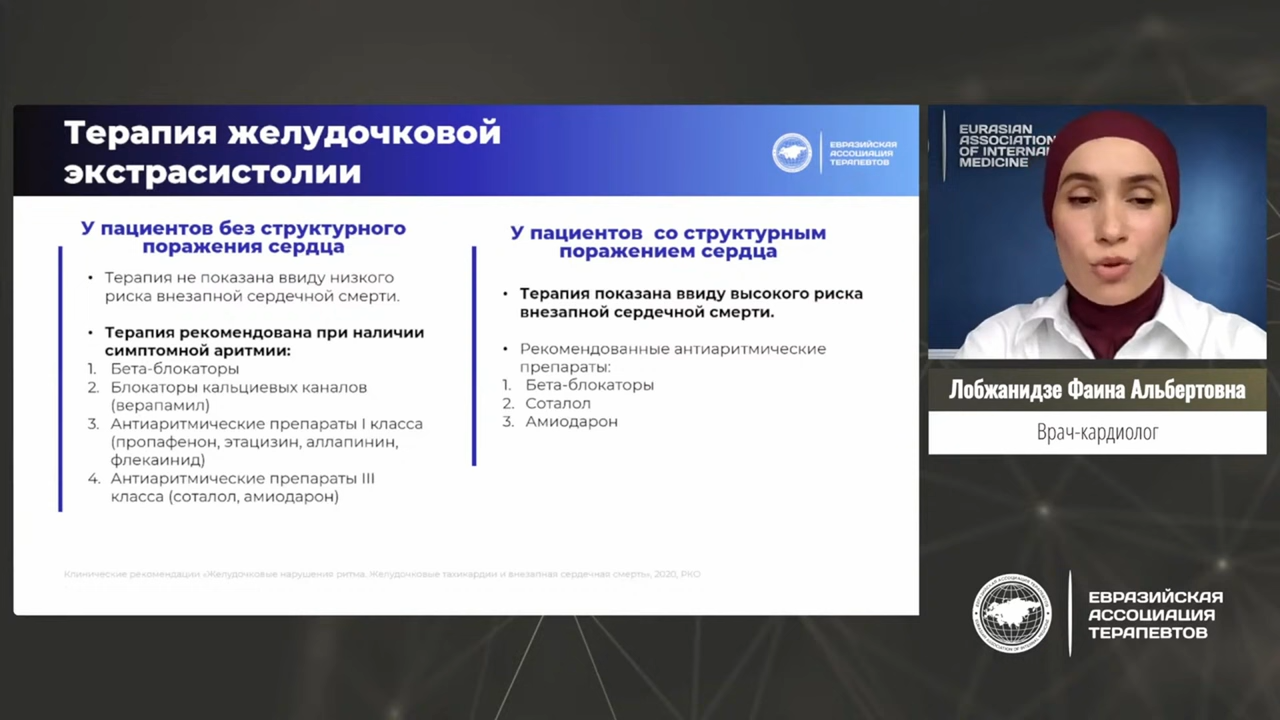 Терапия желудочковой
экстрасистолии
ЕВРАЗИЙСКАЯ
АССОЦИАЦИЯ
ТЕРАПЕВТОВ
У пациентов без структурного
поражения сердца
• Терапия не показана ввиду низкого
риска внезапной сердечной смерти.
• Терапия рекомендована при наличии
симптомной аритмии:
1. Бета-блокаторы
2. Блокаторы кальциевых каналов
(верапамил)
3. Антиаритмические препараты I класса
(пропафенон, этацизин, аллапинин,
флекаинид)
4. Антиаритмические препараты III
класса (соталол, амиодарон)
У пациентов со структурным
поражением сердца
• Терапия показана ввиду высокого риска
внезапной сердечной смерти.
• Рекомендованные антиаритмические
препараты:
1. Бета-блокаторы
2. Соталол
3. Амиодарон
Клинические рекомендации «Желудочковые нарушения ритма. Желудочковые тахикардии и внезапная сердечная смерть», 2020, РКО
EURASIAN
ASSOCIATION
OF INTERNAL
MEDICINE
Лобжанидзе Фаина Альбертовна
Врач-кардиолог
ЕВРАЗИЙСКАЯ
АССОЦИАЦИЯ
ТЕРАПЕВТОВ